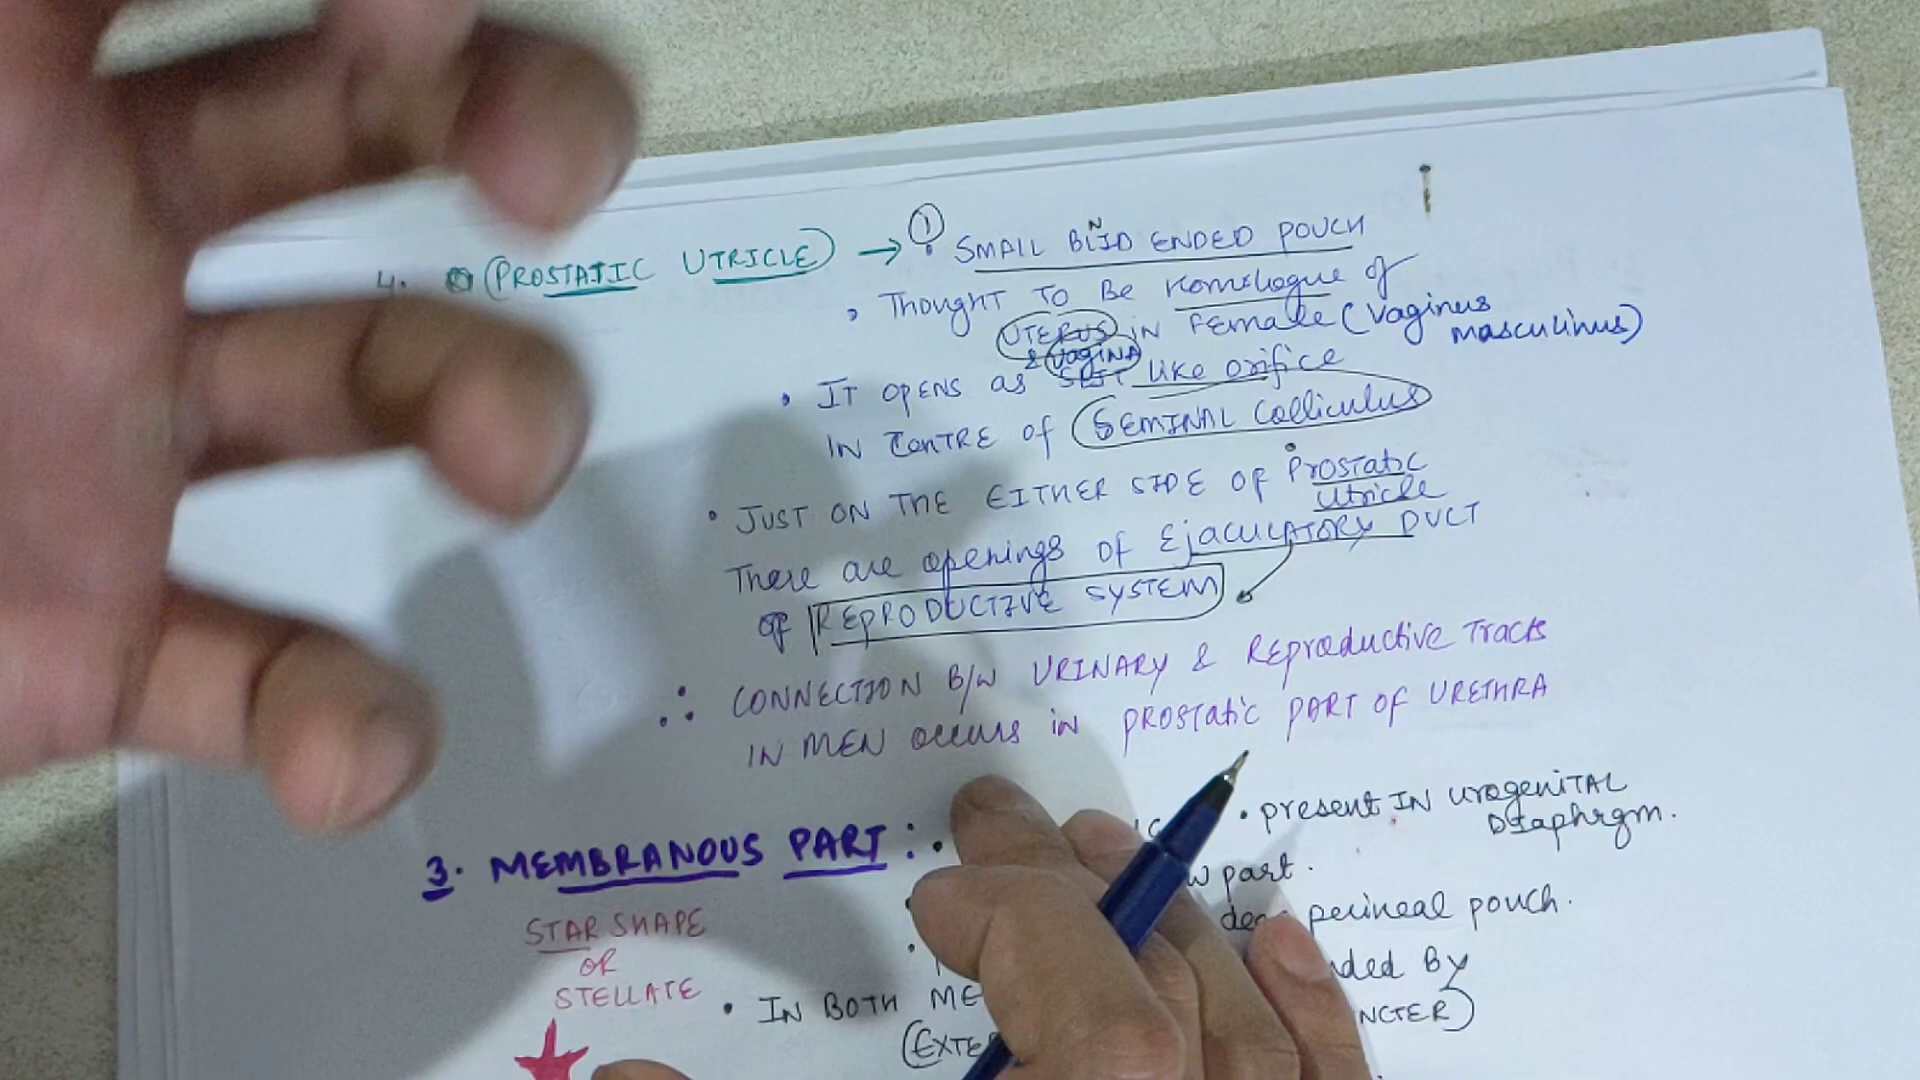 4. (PROSTATIC UTRICLE) → ① SMALL BLIND ENDED POUCH
• Thought TO BE Homologue of
UTERUS IN Female (Vaginus
& Vagina masculinus)
• IT OPENS as SLIT like orifice
IN CENTRE of SEMINAL Colliculus
• JUST ON THE EITHER SIDE OF Prostatic
Utricle
There are openings of EjaculATORY DUCT
of REPRODUCTIVE SYSTEM
∴ CONNECTION B/W URINARY & Reproductive Tracts
IN MEN occurs in PROSTatic PART OF URETHRA
3. MEMBRANOUS PART :
• present IN UrogeniTAL
Diaphrgm.
part.
perineal pouch.
STAR SHAPE
OR
STELLATE
By
• IN BOTH